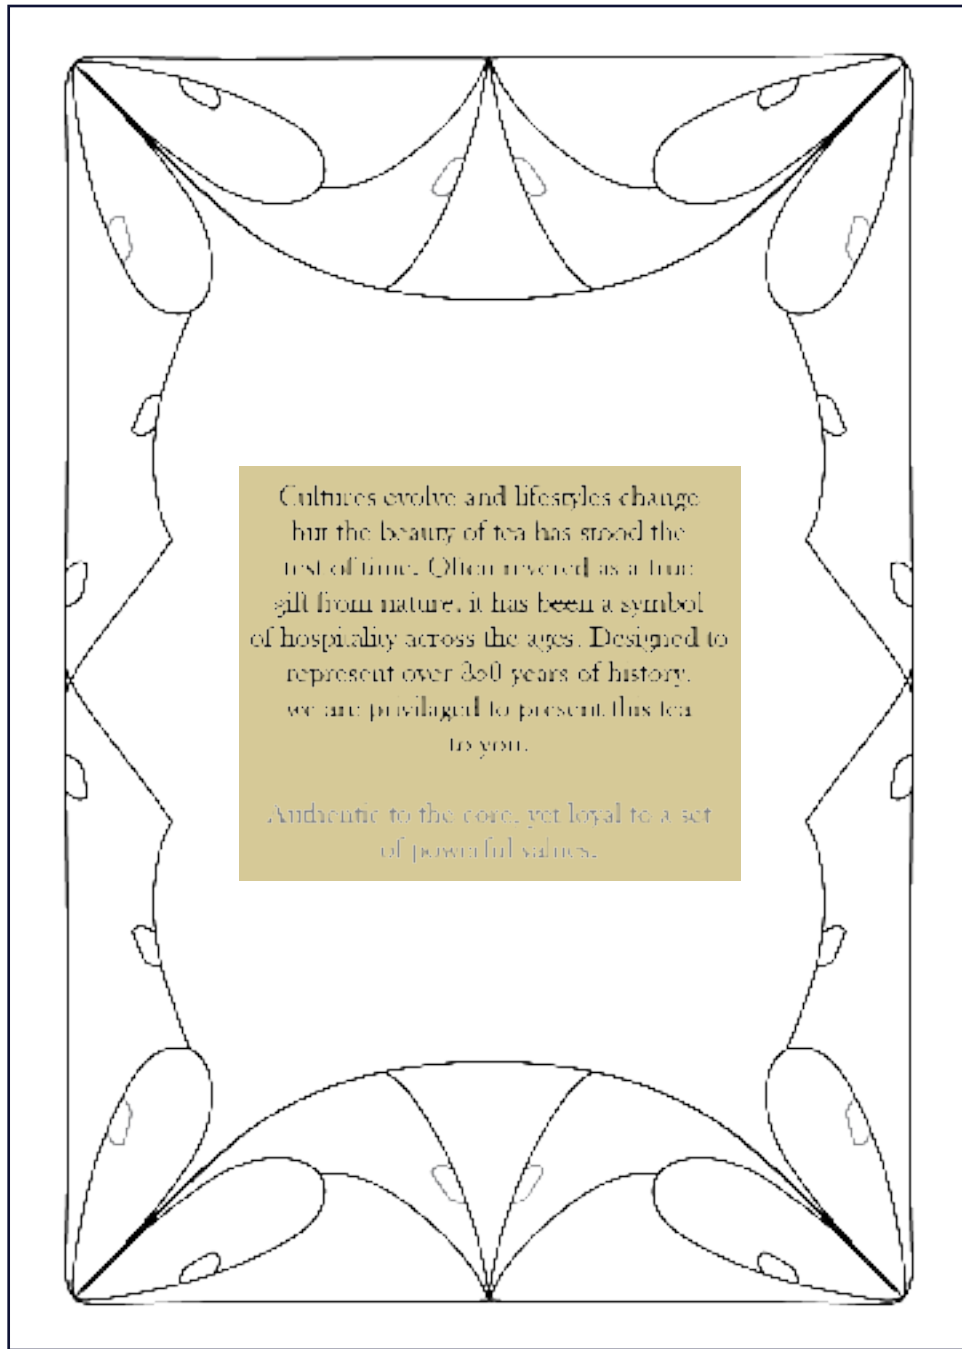 Cultures evolve and lifestyles change
but the beauty of tea has stood the
test of time. Often revered as a true
gift from nature, it has been a symbol
of hospitality across the ages. Designed to
represent over 350 years of history,
we are privilaged to present this tea
to you.
Authentic to the core, yet loyal to a set
of powerful values.